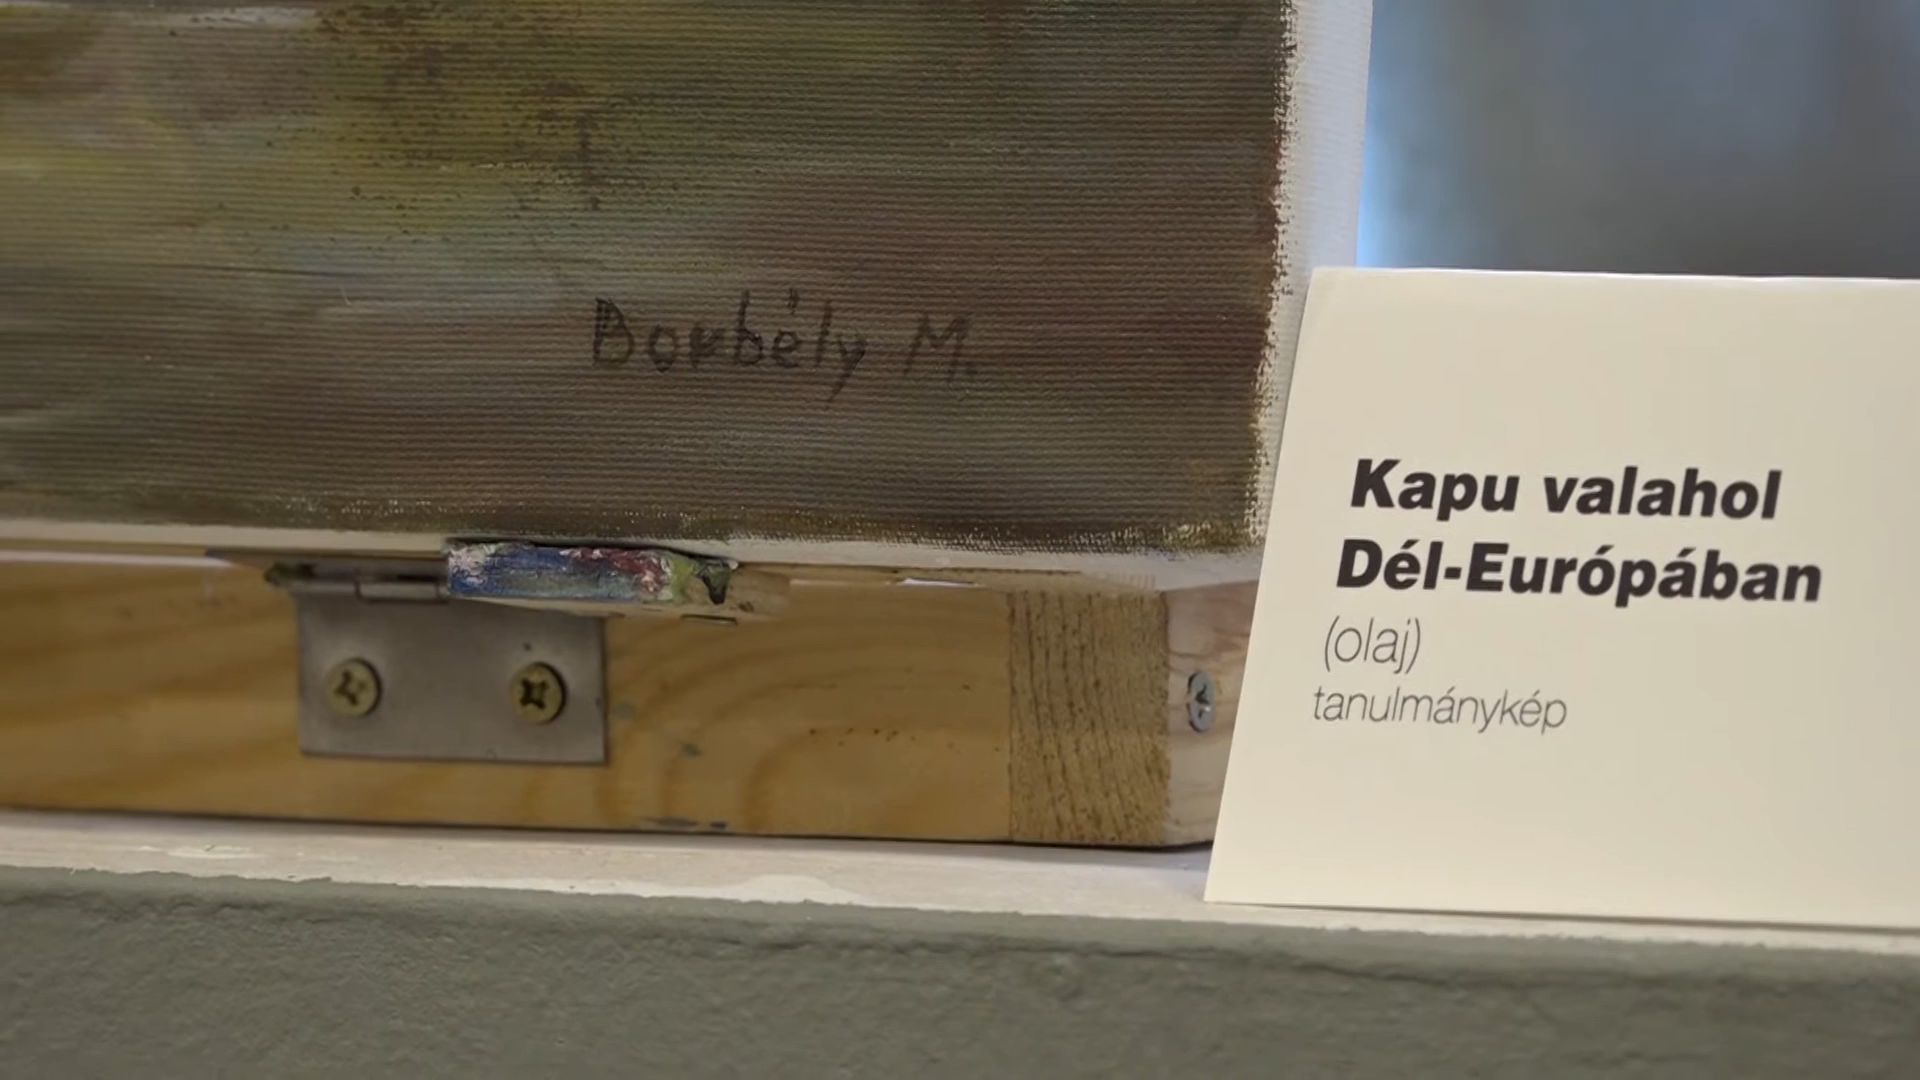 Borbély M.
Kapu valahol
Dél-Európában
(olaj)
tanulmánykép